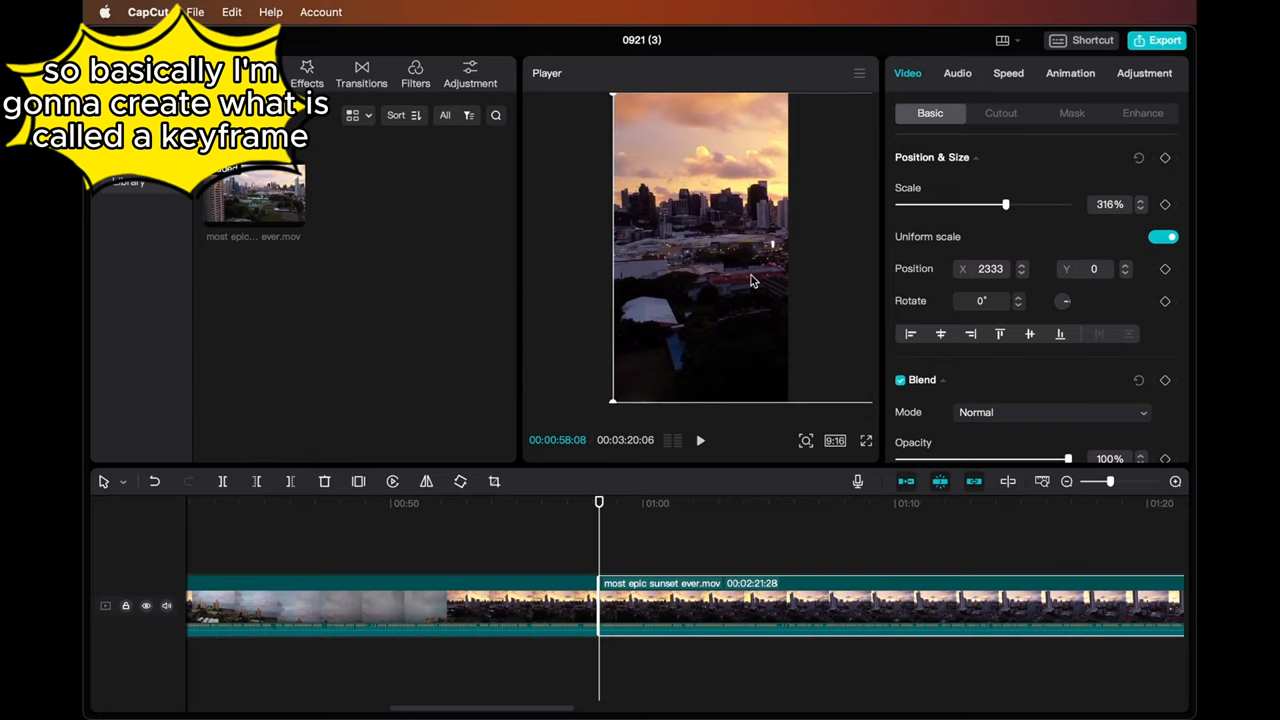 CapCut File Edit Help Account
so basically I'm
gonna create what is
called a keyframe
0921 (3)
Shortcut
Export
Effects Transitions Filters Adjustment
Sort
All
Library
most epic... ever.mov
Player
00:00:58:08 00:03:20:06
9:16
Video Audio Speed Animation Adjustment
Basic Cutout Mask Enhance
Position & Size
Scale
316%
Uniform scale
Position X 2333 Y 0
Rotate 0°
Blend
Mode Normal
Opacity
100%
00:50 01:00 01:10 01:20
most epic sunset ever.mov 00:02:21:28